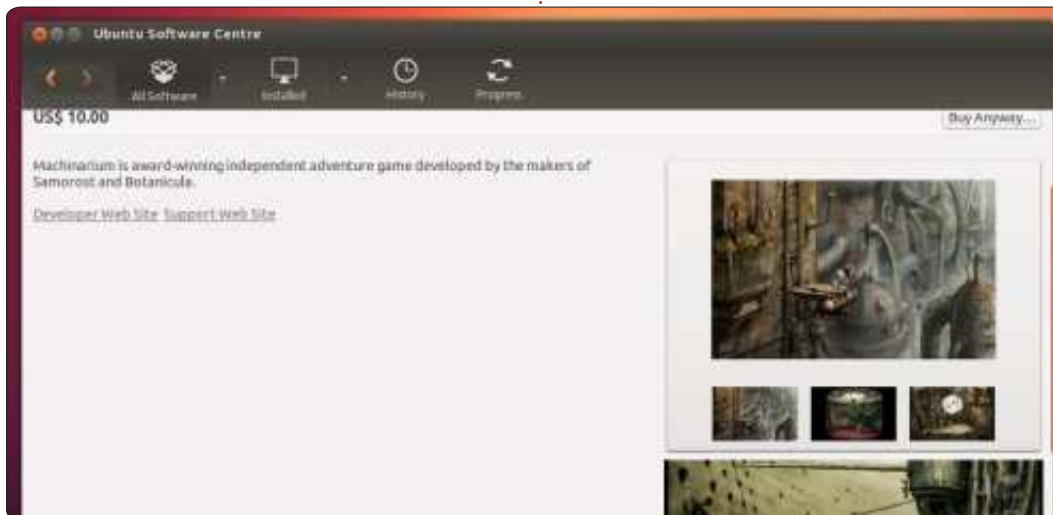 Ubuntu Software Centre
All Software Installed History Progress
US$ 10.00 Buy Anyway...
Machinarium is award-winning independent adventure game developed by the makers of
Samorost and Botanicula.
Developer Web Site Support Web Site